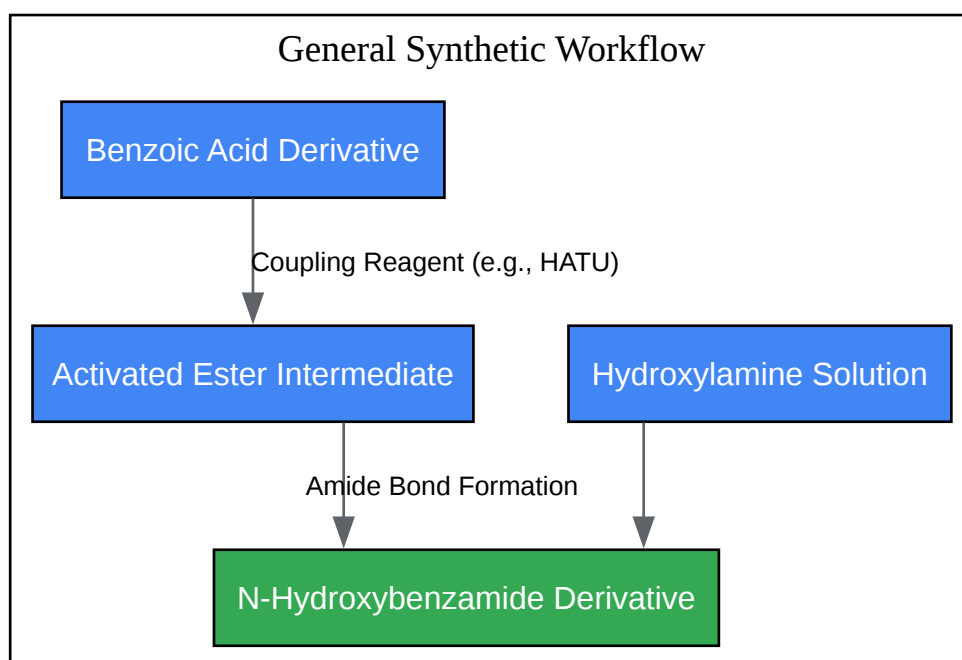 General Synthetic Workflow
Benzoic Acid Derivative
Coupling Reagent (e.g., HATU)
Activated Ester Intermediate
Hydroxylamine Solution
Amide Bond Formation
N-Hydroxybenzamide Derivative